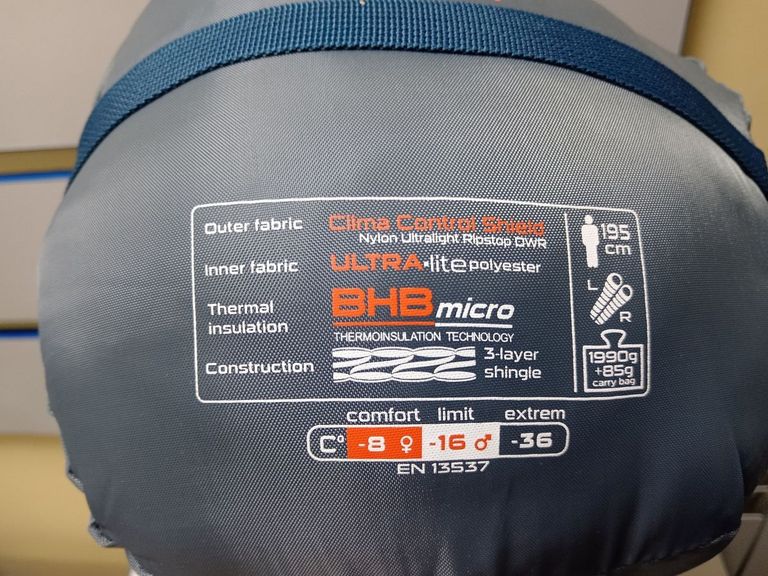 Outer fabric Clima Control Shield
Nylon Ultralight Ripstop DWR
Inner fabric ULTRA·lite polyester
Thermal
insulation
BHB micro
THERMOINSULATION TECHNOLOGY
Construction
3-layer
shingle
195
cm
L
R
1990g
+85g
carry bag
comfort limit extrem
C° -8 ♀ -16 ♂ -36
EN 13537